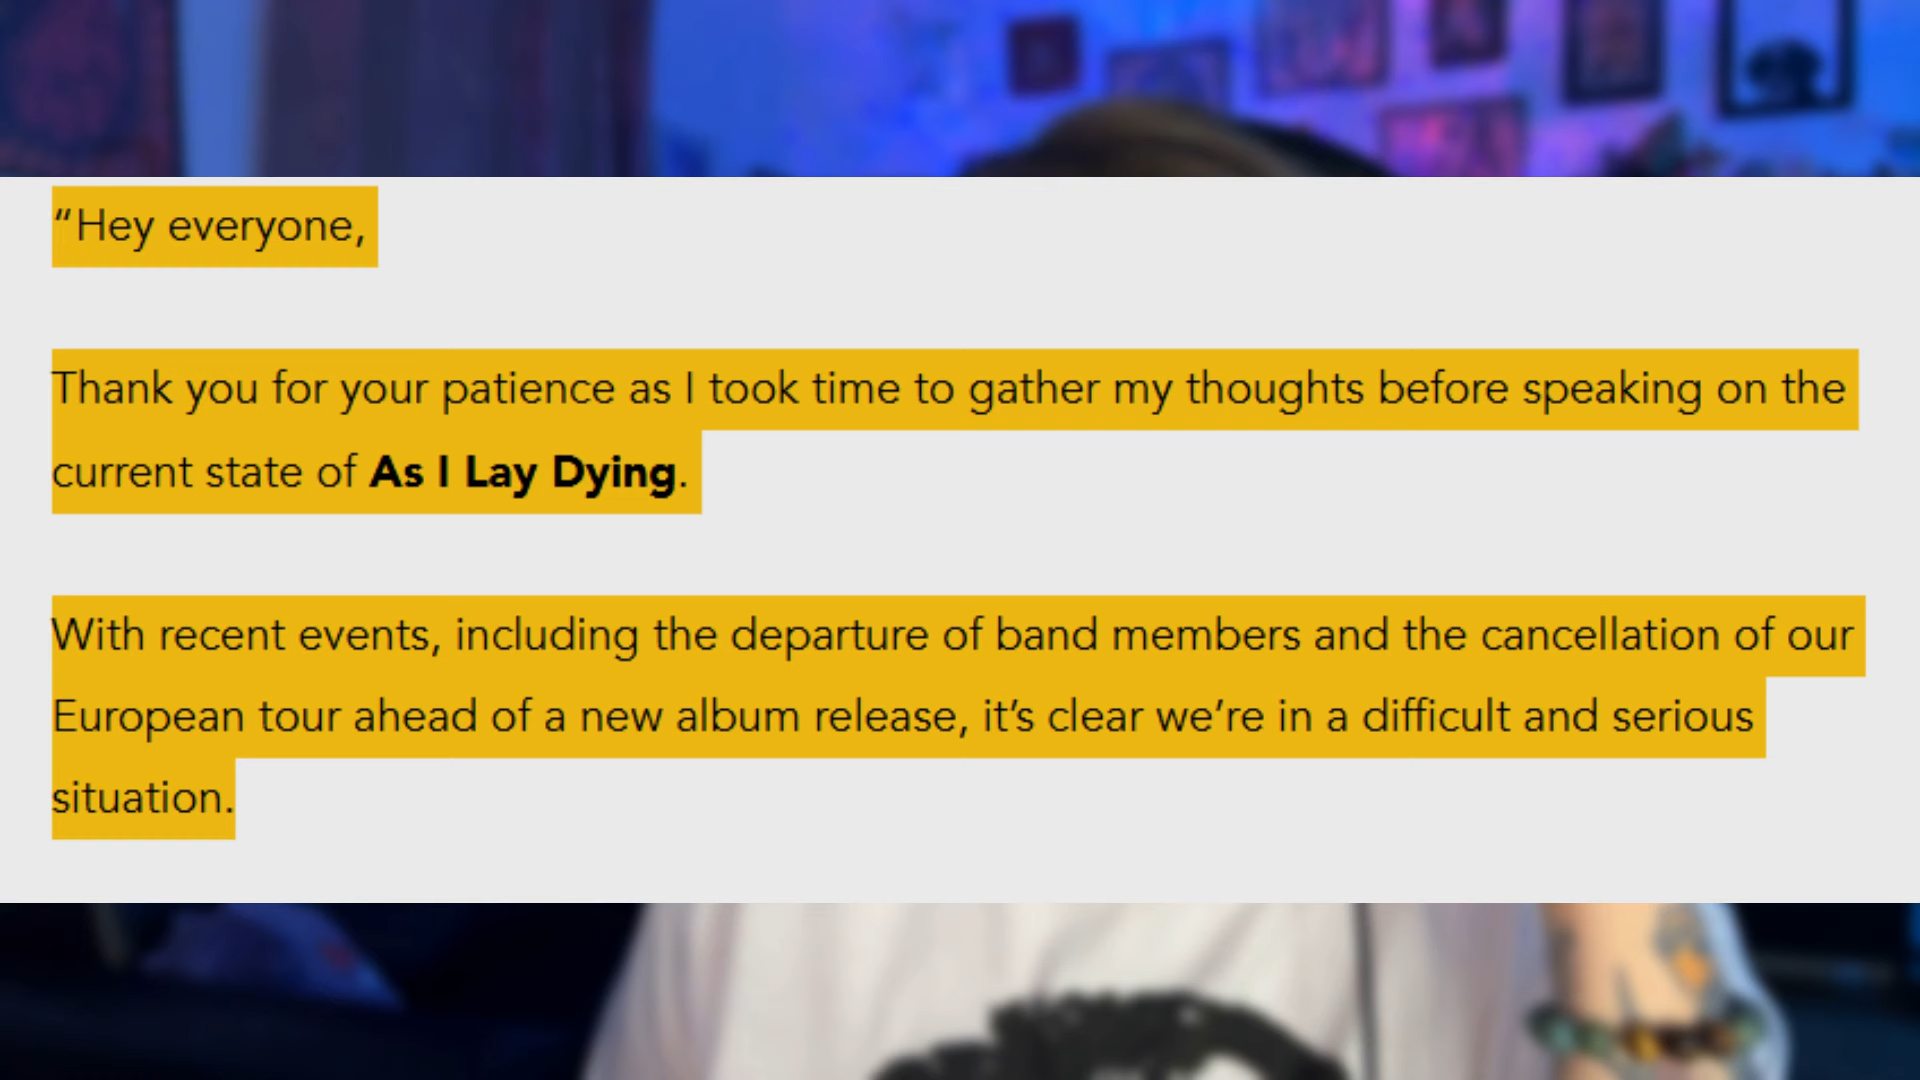 “Hey everyone,
Thank you for your patience as I took time to gather my thoughts before speaking on the
current state of As I Lay Dying.
With recent events, including the departure of band members and the cancellation of our
European tour ahead of a new album release, it’s clear we’re in a difficult and serious
situation.